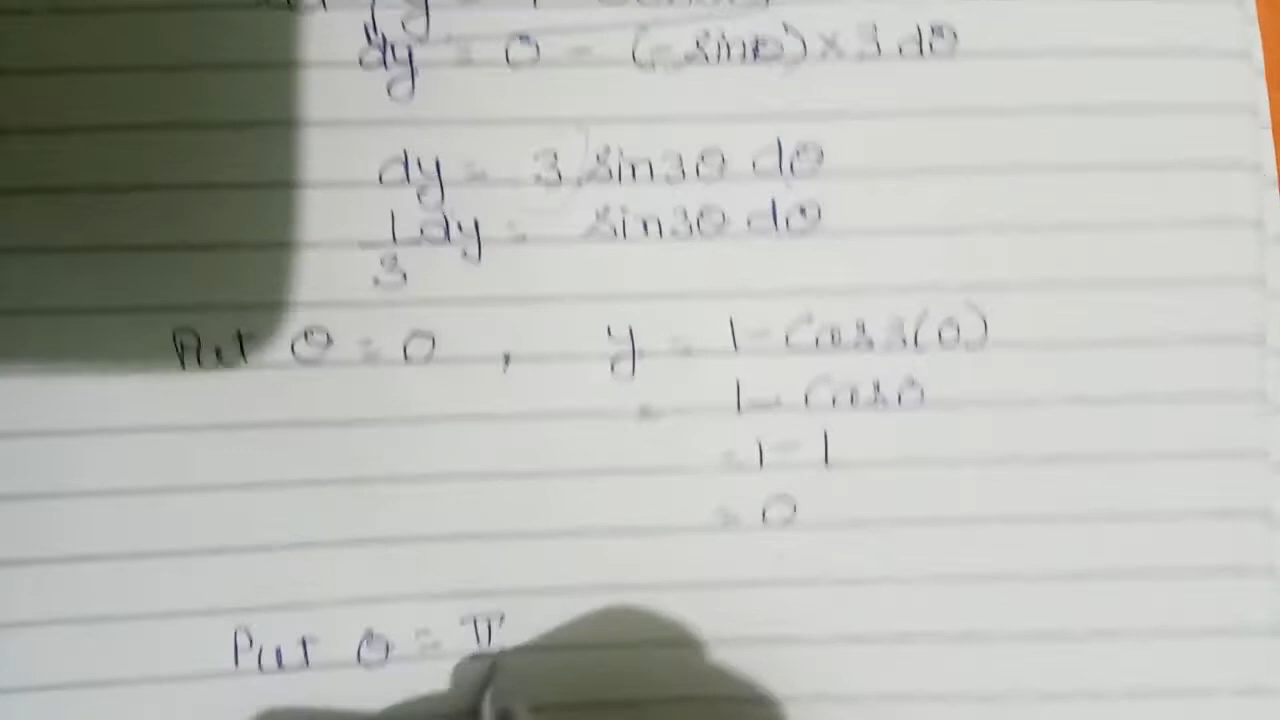 dy = 0 - (-sinθ) × 3 dθ
dy = 3 sin3θ dθ
1/3 dy = sin3θ dθ
Put θ = 0 , y = 1 - cos3(0)
= 1 - cos0
= 1 - 1
= 0
Put θ = π